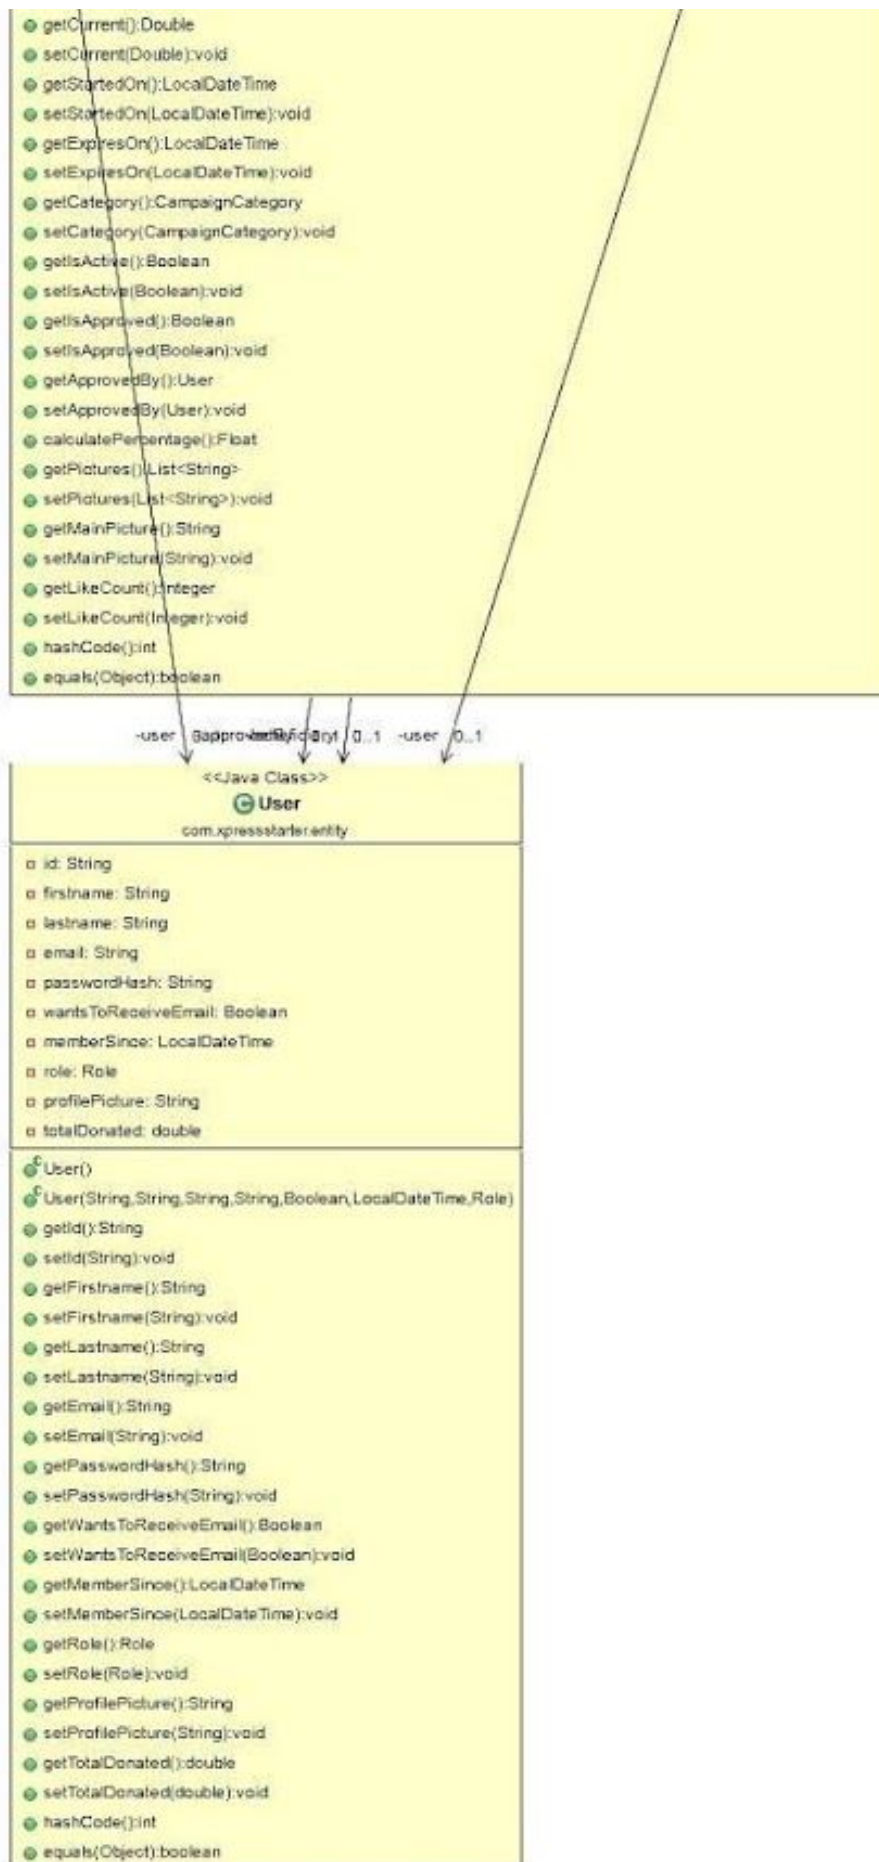 getCurrent():Double
setCurrent(Double):void
getStartedOn():LocalDateTime
setStartedOn(LocalDateTime):void
getExpiresOn():LocalDateTime
setExpiresOn(LocalDateTime):void
getCategory():CampaignCategory
setCategory(CampaignCategory):void
getIsActive():Boolean
setIsActive(Boolean):void
getIsApproved():Boolean
setIsApproved(Boolean):void
getApprovedBy():User
setApprovedBy(User):void
calculatePercentage():Float
getPictures():List<String>
setPictures(List<String>):void
getMainPicture():String
setMainPicture(String):void
getLikeCount():Integer
setLikeCount(Integer):void
hashCode():int
equals(Object):boolean
-user 0..1 -user 0..1
<<Java Class>>
User
com.xpressstarter.entity
id: String
firstname: String
lastname: String
email: String
passwordHash: String
wantsToReceiveEmail: Boolean
memberSince: LocalDateTime
role: Role
profilePicture: String
totalDonated: double
User()
User(String,String,String,String,Boolean,LocalDateTime,Role)
getId():String
setId(String):void
getFirstname():String
setFirstname(String):void
getLastname():String
setLastname(String):void
getEmail():String
setEmail(String):void
getPasswordHash():String
setPasswordHash(String):void
getWantsToReceiveEmail():Boolean
setWantsToReceiveEmail(Boolean):void
getMemberSince():LocalDateTime
setMemberSince(LocalDateTime):void
getRole():Role
setRole(Role):void
getProfilePicture():String
setProfilePicture(String):void
getTotalDonated():double
setTotalDonated(double):void
hashCode():int
equals(Object):boolean